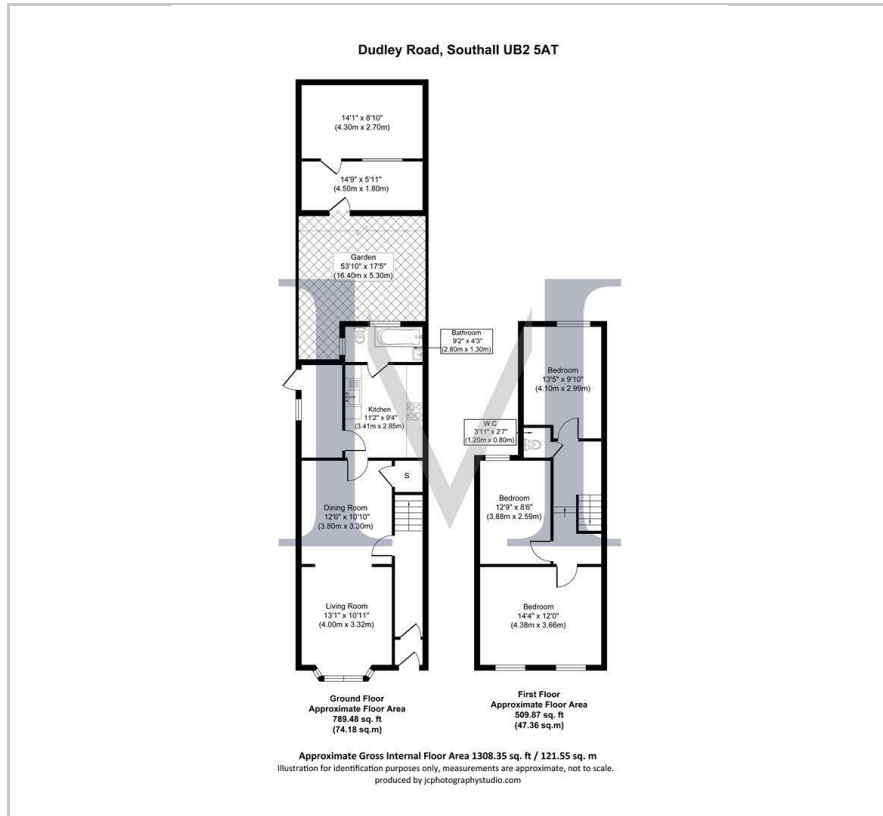 Dudley Road, Southall UB2 5AT
14'1" x 8'10"
(4.30m x 2.70m)
14'9" x 5'11"
(4.50m x 1.80m)
Garden
53'10" x 17'5"
(16.40m x 5.30m)
Bathroom
9'2" x 4'3"
(2.80m x 1.30m)
Kitchen
11'2" x 9'4"
(3.41m x 2.85m)
S
Dining Room
12'6" x 10'10"
(3.80m x 3.30m)
Living Room
13'1" x 10'11"
(4.00m x 3.32m)
Ground Floor
Approximate Floor Area
789.48 sq. ft
(74.18 sq.m)
Bedroom
13'5" x 9'10"
(4.10m x 2.99m)
W.C
3'11" x 2'7"
(1.20m x 0.80m)
Bedroom
12'9" x 8'6"
(3.88m x 2.59m)
Bedroom
14'4" x 12'0"
(4.38m x 3.66m)
First Floor
Approximate Floor Area
509.87 sq. ft
(47.36 sq.m)
Approximate Gross Internal Floor Area 1308.35 sq. ft / 121.55 sq. m
Illustration for identification purposes only, measurements are approximate, not to scale.
produced by jcphotographystudio.com